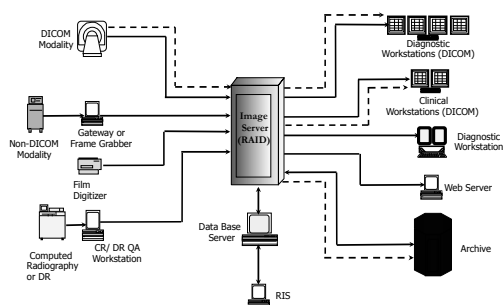 DICOM
Modality
Non-DICOM
Modality
Gateway or
Frame Grabber
Film
Digitizer
Computed
Radiography
or DR
CR/ DR QA
Workstation
Image
Server
(RAID)
Data Base
Server
RIS
Diagnostic
Workstations (DICOM)
Clinical
Workstations (DICOM)
Diagnostic
Workstation
Web Server
Archive